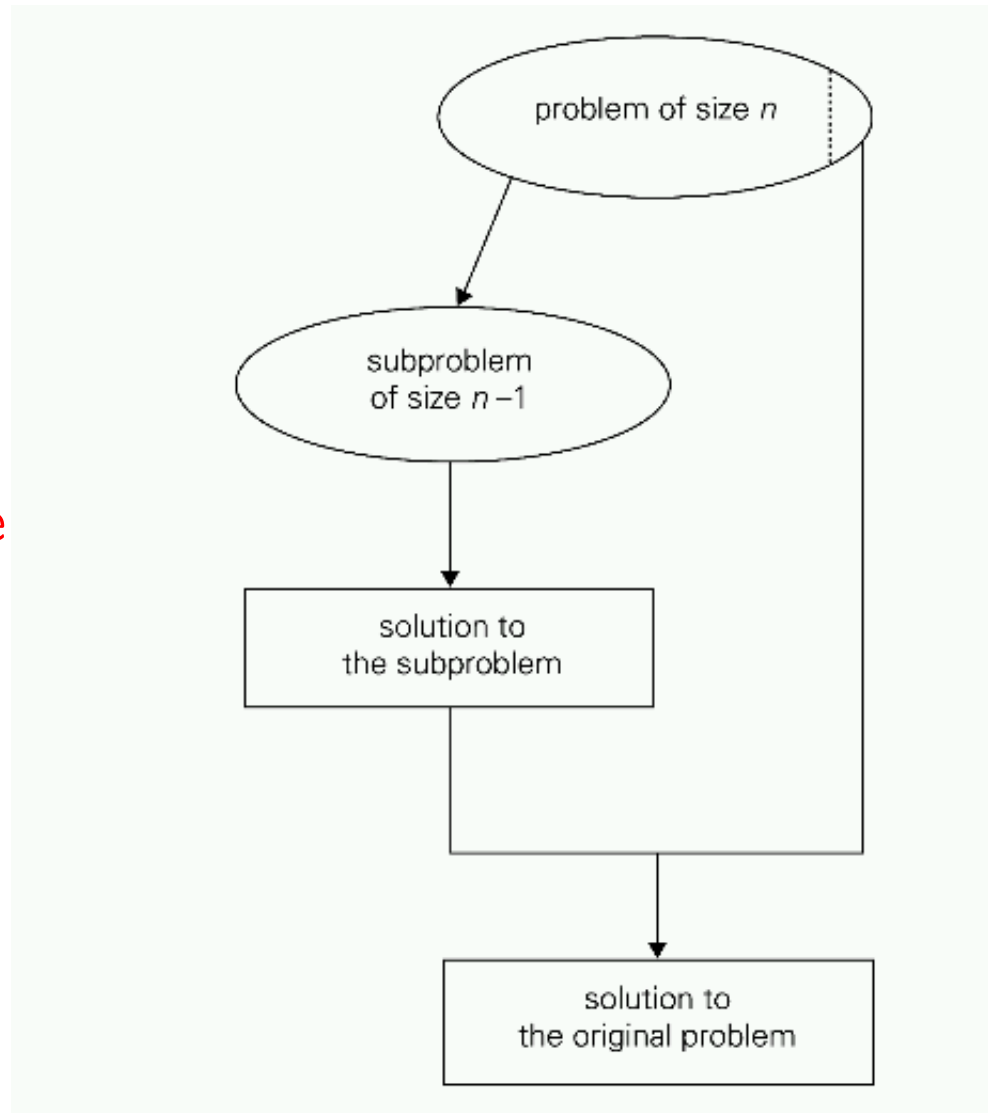 problem of size n
subproblem
of size n–1
e
solution to
the subproblem
solution to
the original problem